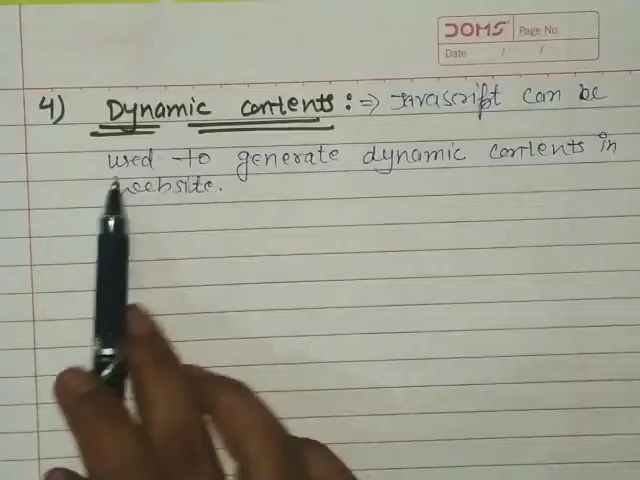 DOMS Page No
Date / /
4) Dynamic contents :=> Javascript can be
used to generate dynamic contents in
website.